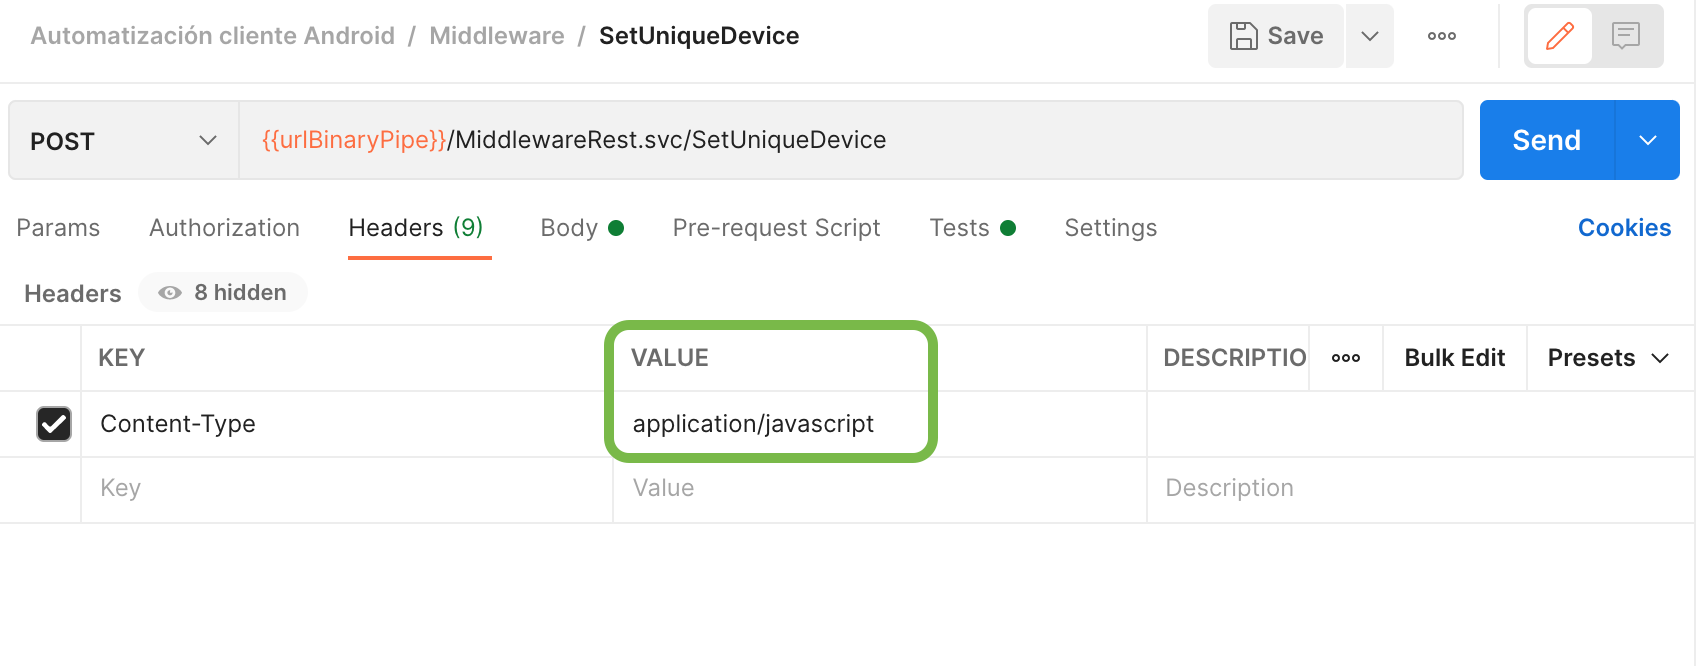 Automatización cliente Android / Middleware / SetUniqueDevice
Save
POST
{{urlBinaryPipe}}/MiddlewareRest.svc/SetUniqueDevice
Send
Params Authorization Headers (9) Body Pre-request Script Tests Settings Cookies
Headers 8 hidden
KEY VALUE DESCRIPTIO Bulk Edit Presets
Content-Type application/javascript
Key Value Description